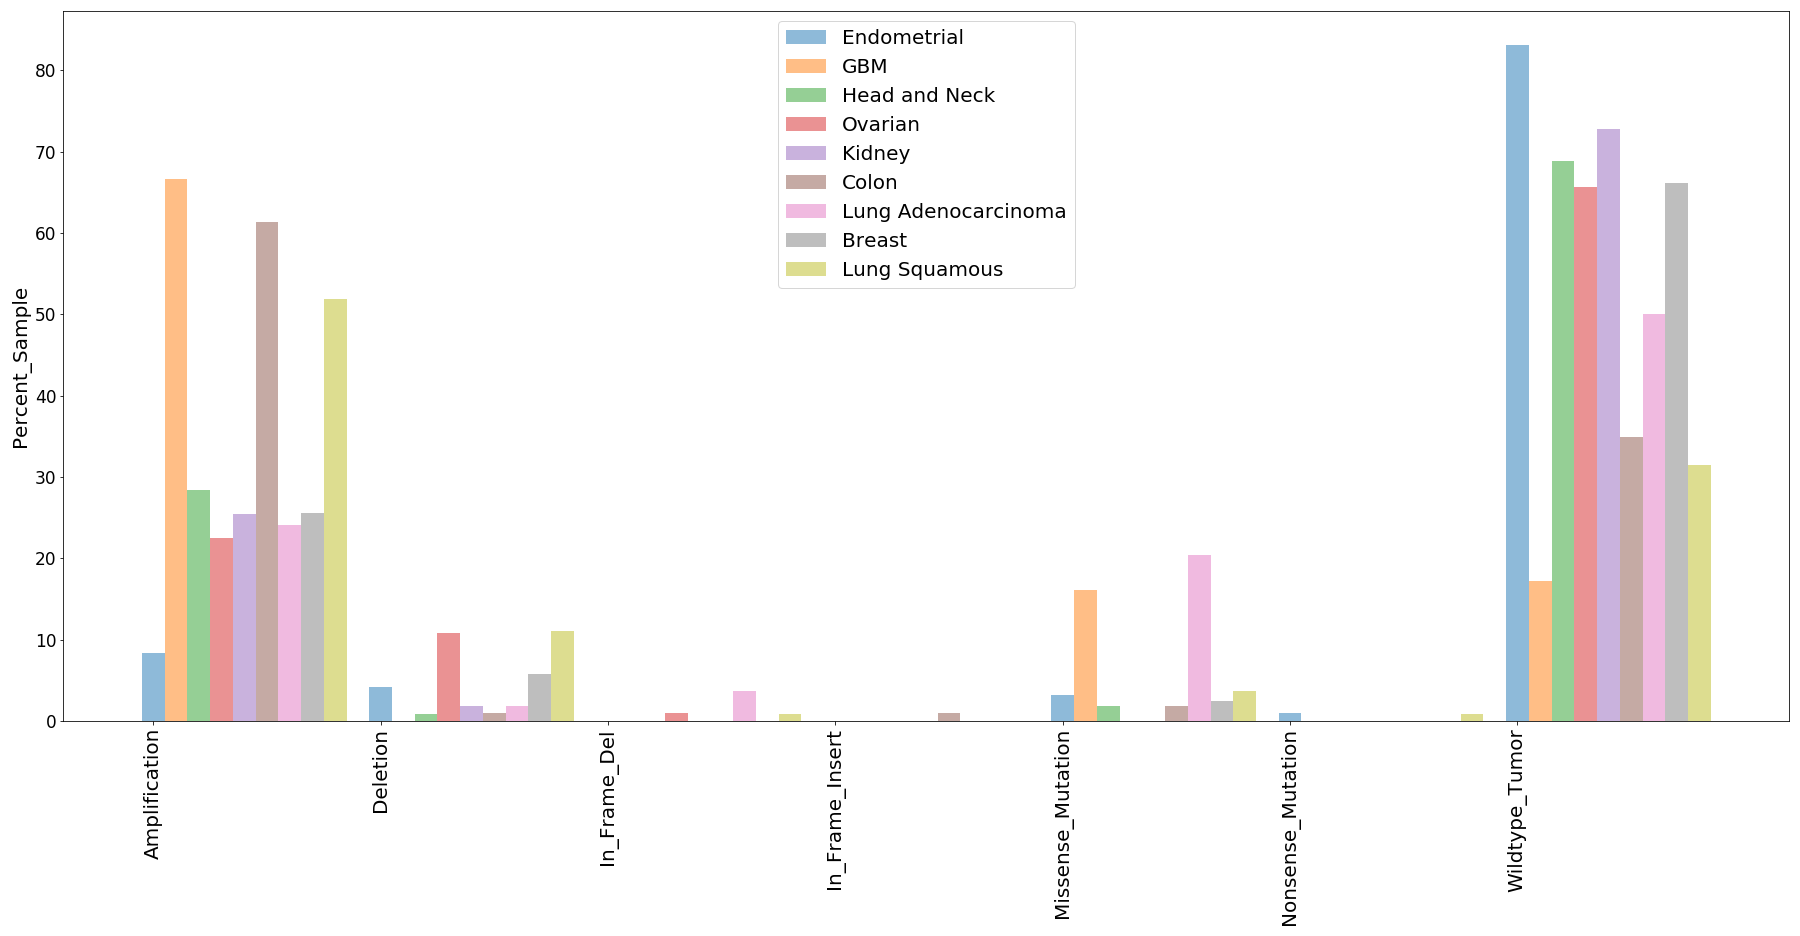 Endometrial
GBM
Head and Neck
Ovarian
Kidney
Colon
Lung Adenocarcinoma
Breast
Lung Squamous
Percent_Sample
80
70
60
50
40
30
20
10
0
Amplification
Deletion
In_Frame_Del
In_Frame_Insert
Missense_Mutation
Nonsense_Mutation
Wildtype_Tumor